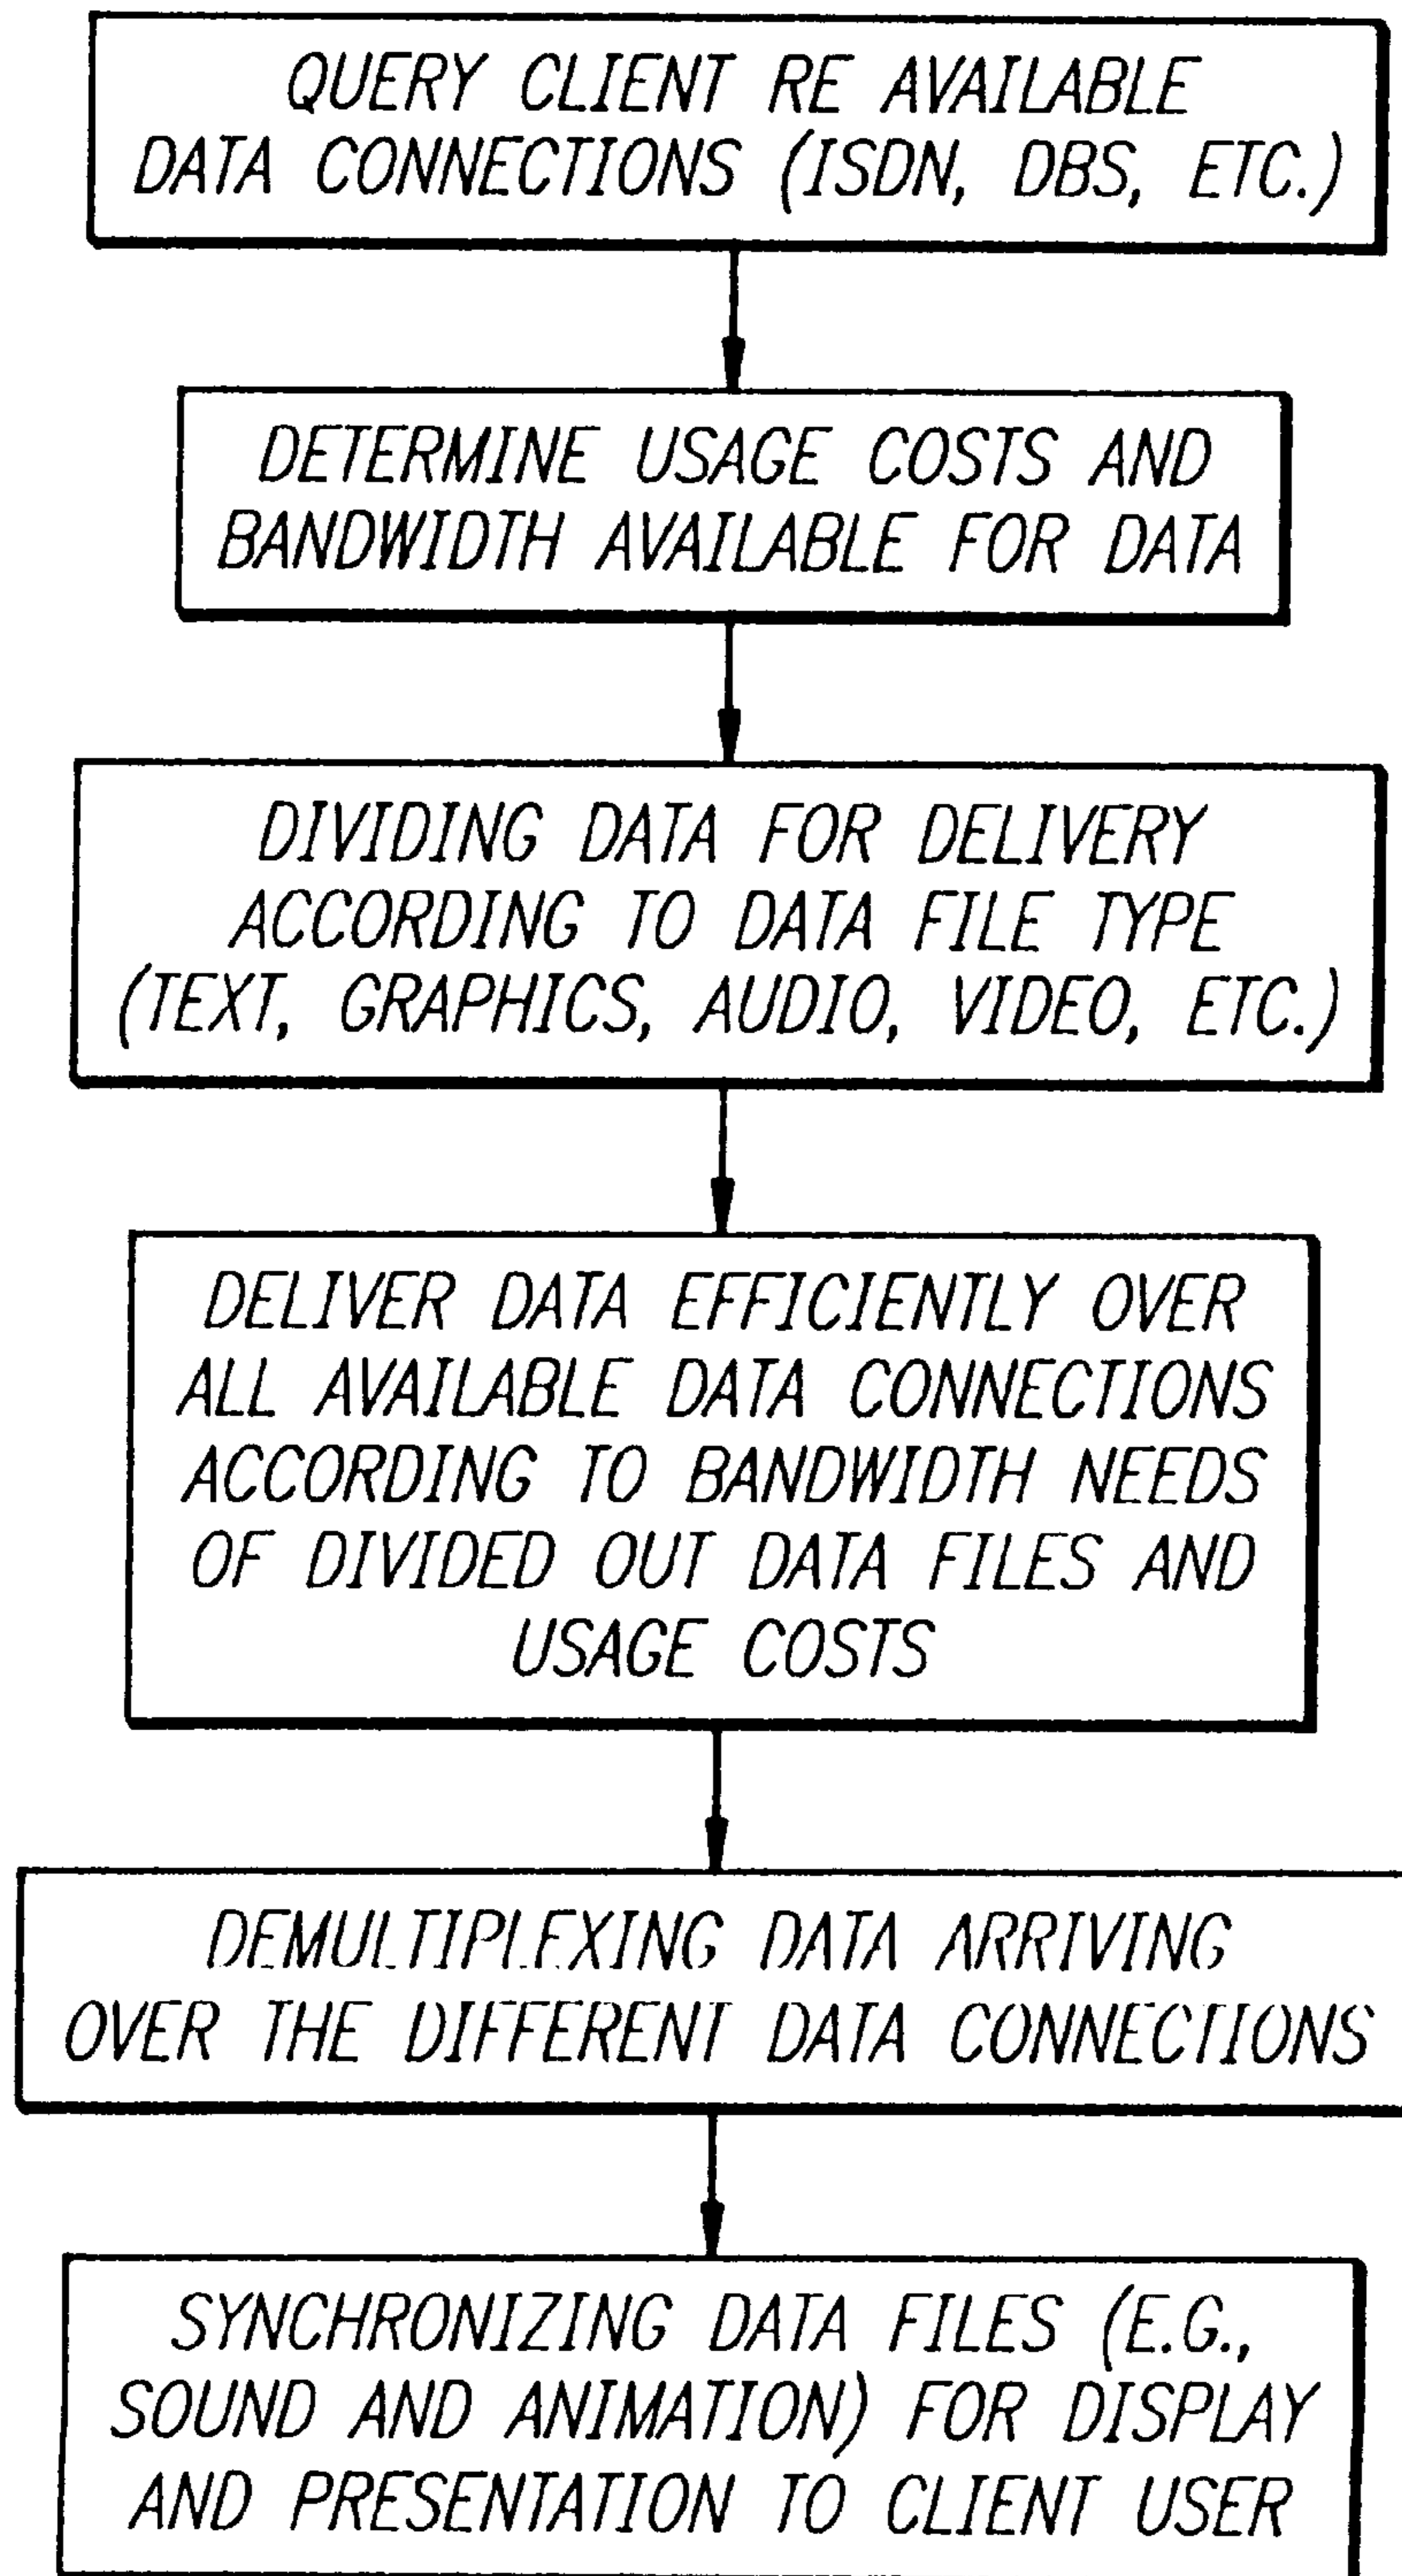 QUERY CLIENT RE AVAILABLE
DATA CONNECTIONS (ISDN, DBS, ETC.)
DETERMINE USAGE COSTS AND
BANDWIDTH AVAILABLE FOR DATA
DIVIDING DATA FOR DELIVERY
ACCORDING TO DATA FILE TYPE
(TEXT, GRAPHICS, AUDIO, VIDEO, ETC.)
DELIVER DATA EFFICIENTLY OVER
ALL AVAILABLE DATA CONNECTIONS
ACCORDING TO BANDWIDTH NEEDS
OF DIVIDED OUT DATA FILES AND
USAGE COSTS
DEMULTIPLEXING DATA ARRIVING
OVER THE DIFFERENT DATA CONNECTIONS
SYNCHRONIZING DATA FILES (E.G.,
SOUND AND ANIMATION) FOR DISPLAY
AND PRESENTATION TO CLIENT USER